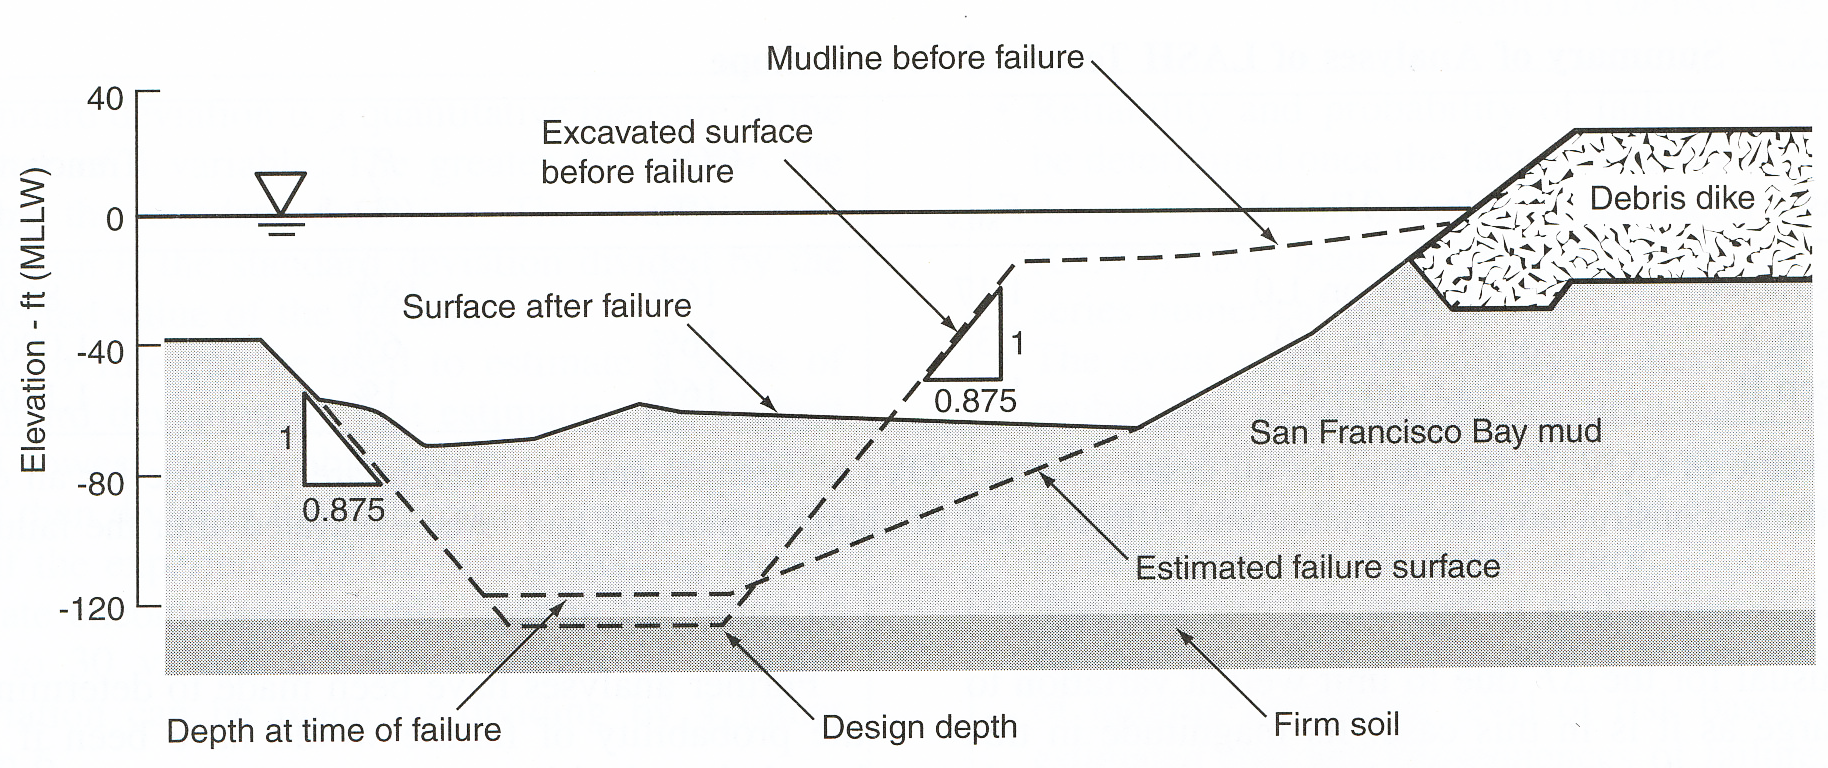 Mudline before failure
40
Excavated surface
before failure
Debris dike
0
Elevation - ft (MLLW)
Surface after failure
1
-40
0.875
1
San Francisco Bay mud
-80
0.875
Estimated failure surface
-120
Depth at time of failure
Design depth
Firm soil